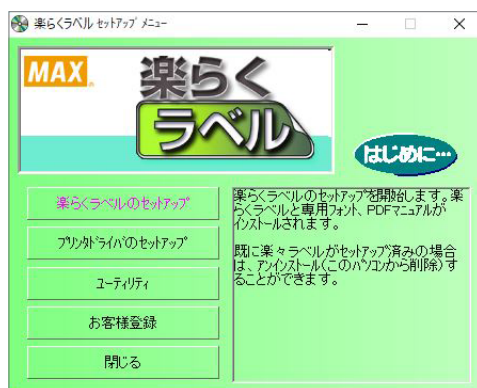 楽らくラベル セットアップ メニュー
MAX
楽らく
ラベル
はじめに…
楽らくラベルのセットアップ
プリンタドライバのセットアップ
ユーティリティ
お客様登録
閉じる
楽らくラベルのセットアップを開始します。楽
らくラベルと専用フォント、PDFマニュアルが
インストールされます。
既に楽々ラベルがセットアップ済みの場合
は、アンインストール(このパソコンから削除)す
ることができます。